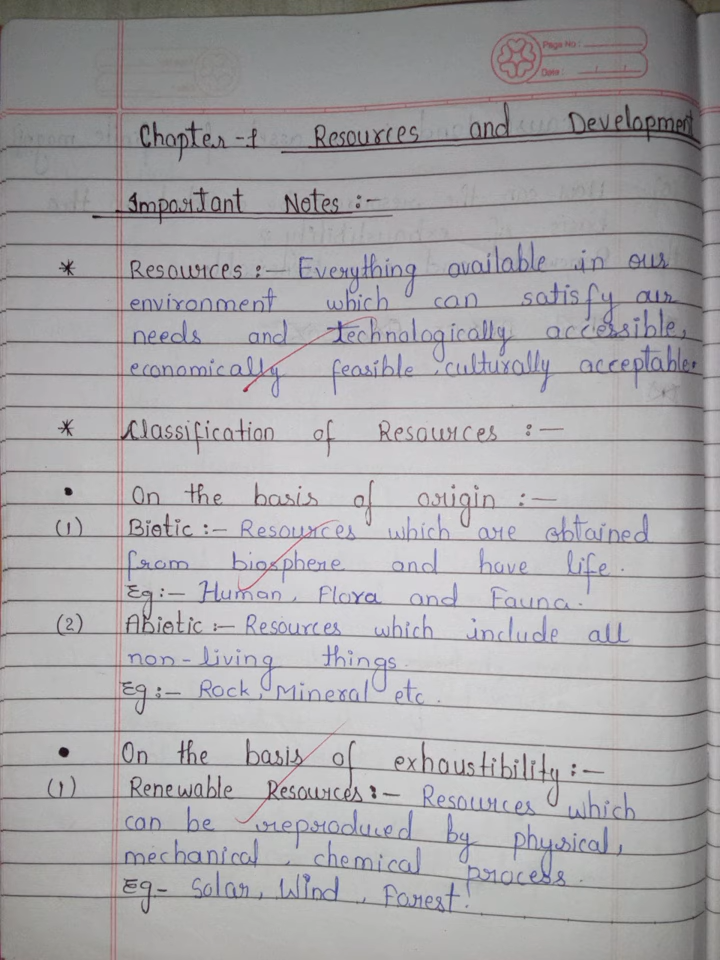 Page No :
Date : / /
Chapter-1 Resources and Development
Important Notes :-
* Resources :- Everything available in our
environment which can satisfy our
needs and technologically accessible,
economically feasible, culturally acceptable.
* Classification of Resources :-
• On the basis of origin :-
(1) Biotic :- Resources which are obtained
from biosphere and have life.
Eg :- Human, Flora and Fauna.
(2) Abiotic :- Resources which include all
non-living things.
Eg :- Rock, Mineral etc.
• On the basis of exhaustibility :-
(1) Renewable Resources :- Resources which
can be reproduced by physical,
mechanical, chemical process.
Eg- Solar, Wind, Forest.